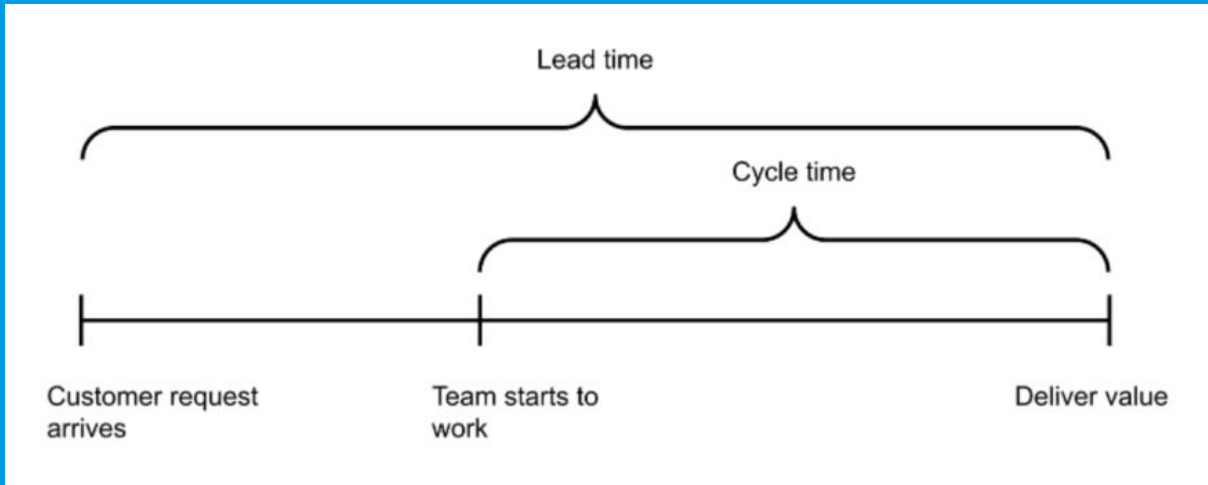 Lead time
Cycle time
Customer request
arrives
Team starts to
work
Deliver value